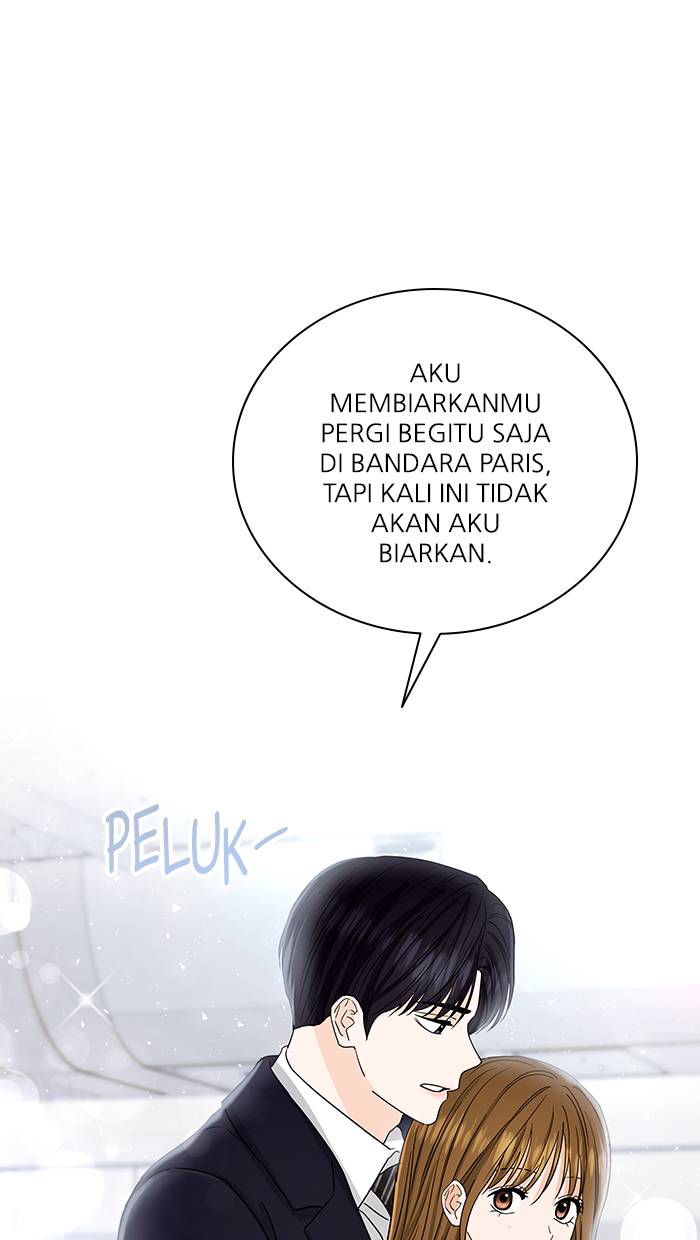 AKU
MEMBIARKANMU
PERGI BEGITU SAJA
DI BANDARA PARIS,
TAPI KALI INI TIDAK
AKAN AKU
BIARKAN.
PELUK